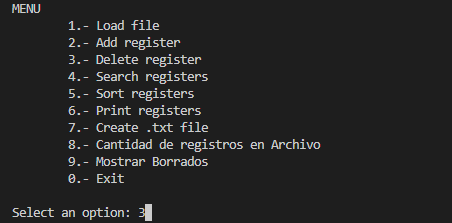 MENU
1.- Load file
2.- Add register
3.- Delete register
4.- Search registers
5.- Sort registers
6.- Print registers
7.- Create .txt file
8.- Cantidad de registros en Archivo
9.- Mostrar Borrados
0.- Exit
Select an option: 3